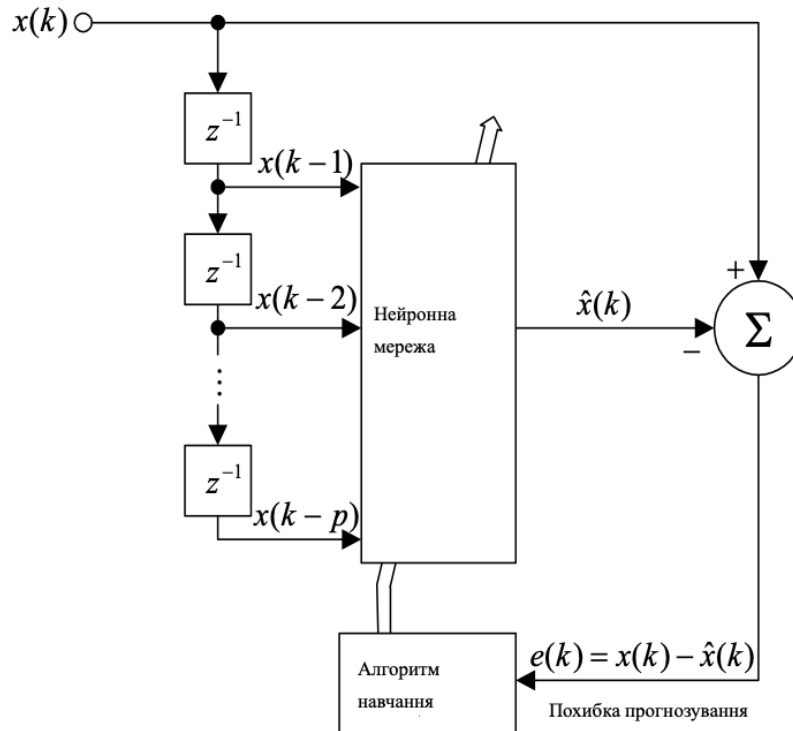 x(k)
z⁻¹
x(k−1)
z⁻¹
x(k−2)
Нейронна
мережа
x̂(k)
+
−
Σ
⋮
z⁻¹
x(k−p)
Алгоритм
навчання
e(k) = x(k) − x̂(k)
Похибка прогнозування